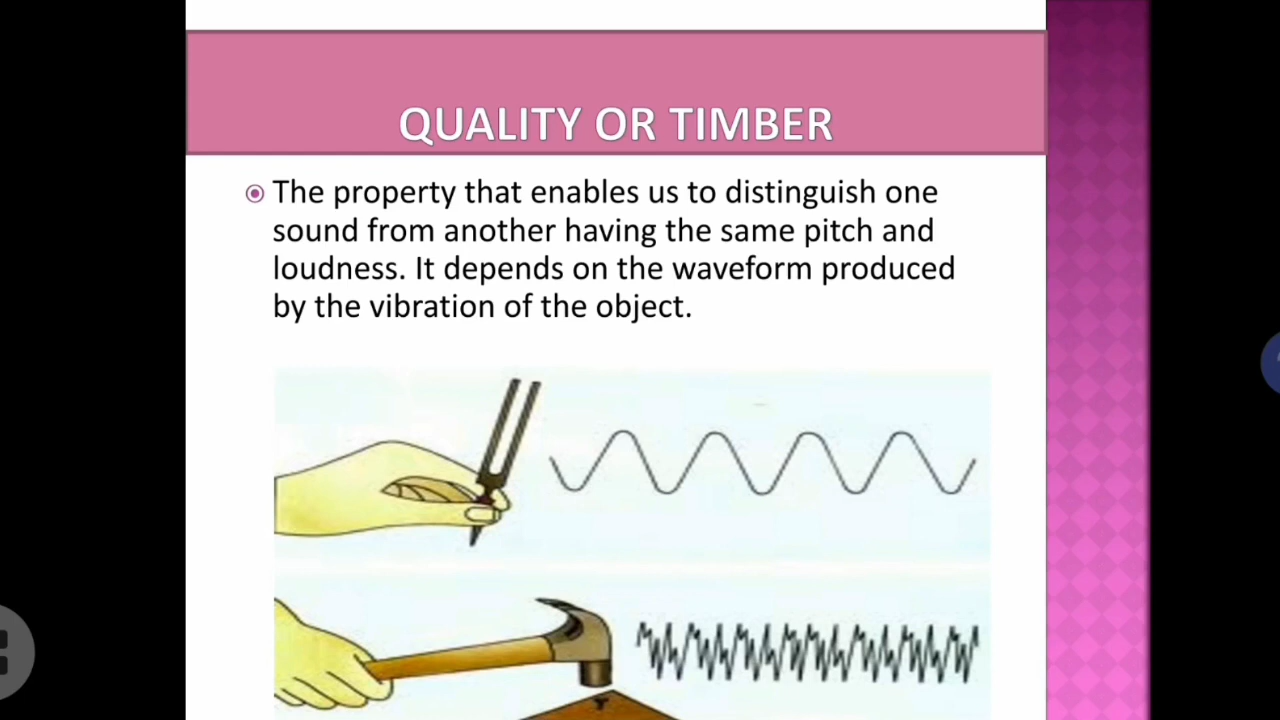 QUALITY OR TIMBER
The property that enables us to distinguish one
sound from another having the same pitch and
loudness. It depends on the waveform produced
by the vibration of the object.